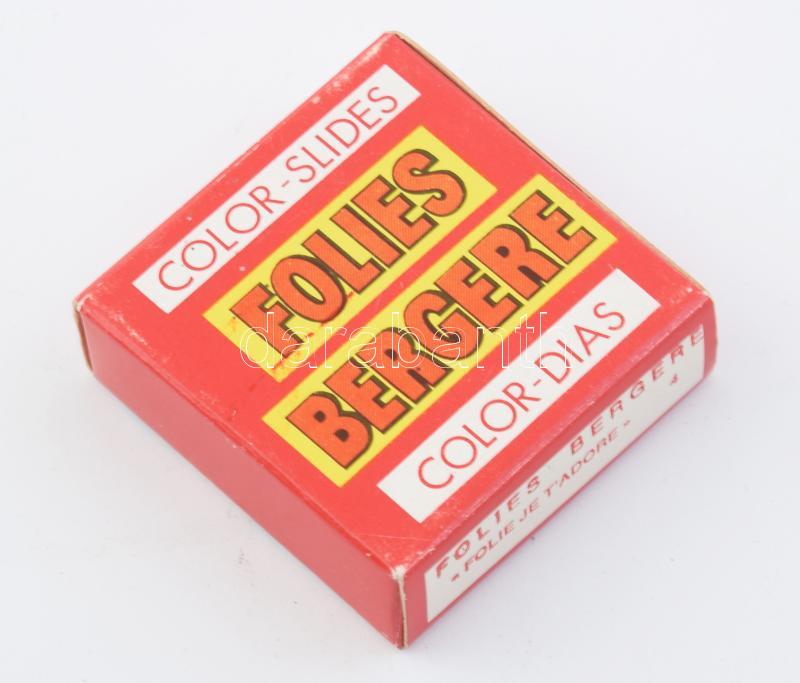 COLOR-SLIDES
FOLIES
BERGERE
COLOR-DIAS
FOLIES BERGERE
« FOLIE JE T'ADORE » 4
darabanth